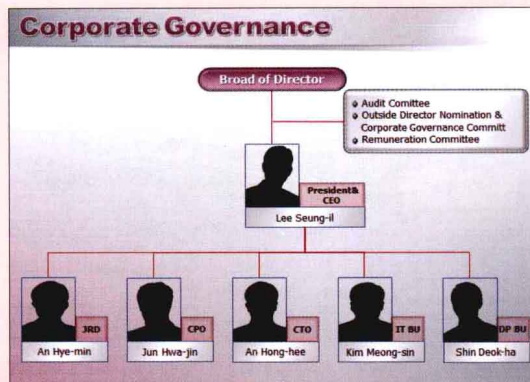 Corporate Governance
Broad of Director
Audit Comittee
Outside Director Nomination &
Corporate Governance Committ
Remuneration Committee
President&
CEO
Lee Seung-il
3RD
An Hye-min
CPO
Jun Hwa-jin
CTO
An Hong-hee
IT BU
Kim Meong-sin
DP BU
Shin Deok-ha